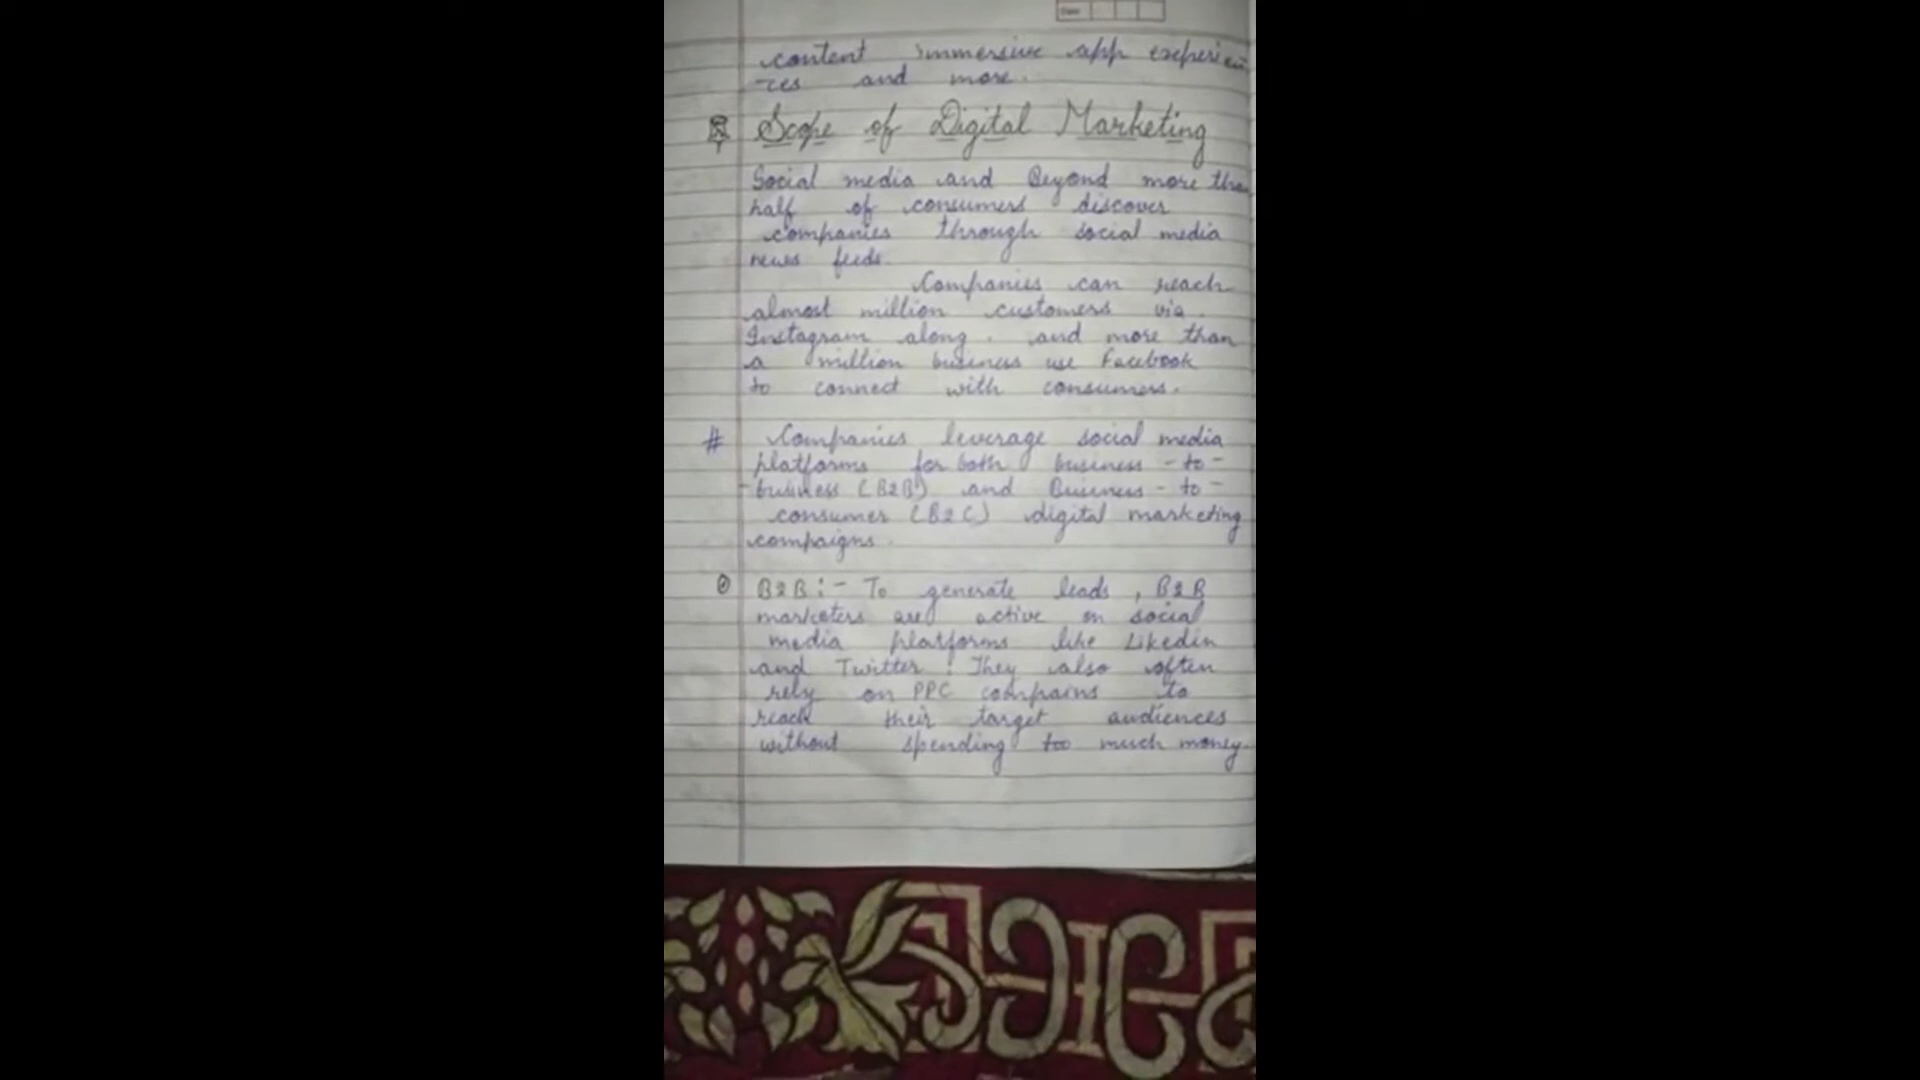 Date
content immersive app experien
-ces and more.
Scope of Digital Marketing
Social media and Beyond more than
half of consumers discover
companies through social media
news feeds.
Companies can reach
almost million customers via
Instagram along. and more than
a million business use Facebook
to connect with consumers.
# Companies leverage social media
platforms for both business - to -
- business (B2B) and Business - to -
consumer (B2C) digital marketing
compaigns.
B2B:- To generate leads, B2B
marketers are active on social
media platforms like Likedin
and Twitter. They also often
rely on PPC compains to
reach their target audiences
without spending too much money.